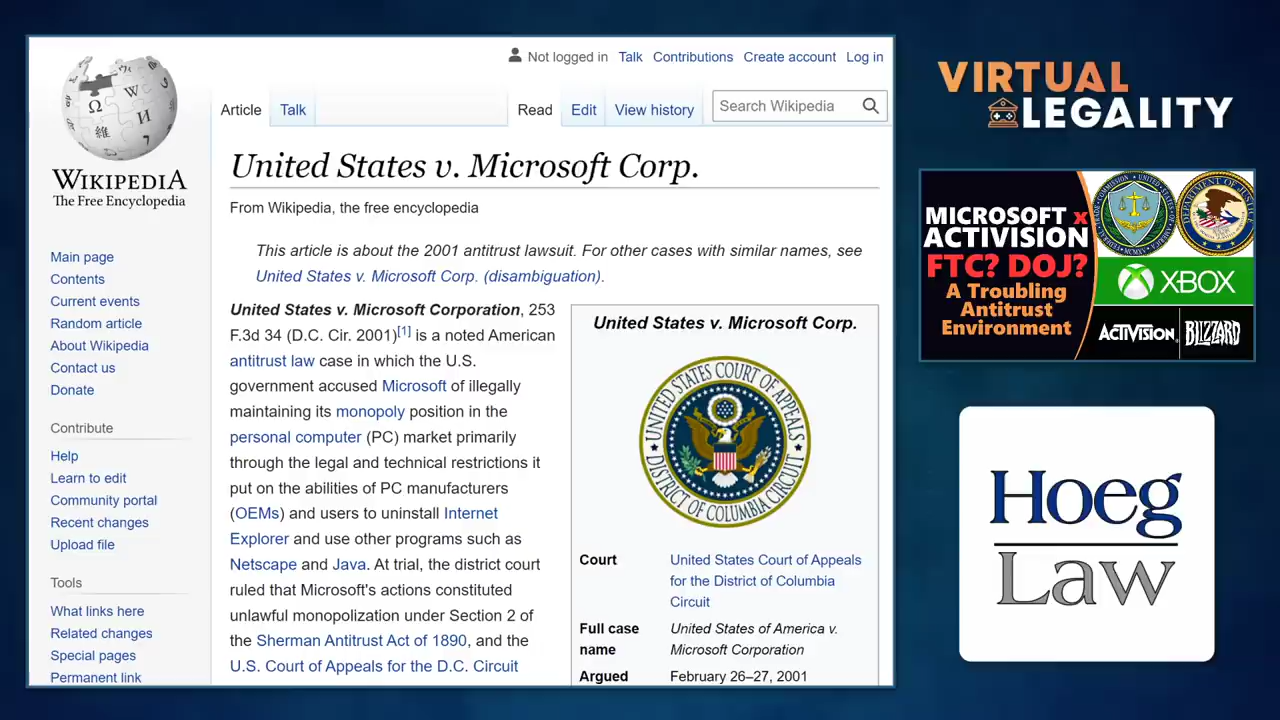 Not logged in Talk Contributions Create account Log in
Article Talk Read Edit View history Search Wikipedia
WIKIPEDIA
The Free Encyclopedia
Main page
Contents
Current events
Random article
About Wikipedia
Contact us
Donate
Contribute
Help
Learn to edit
Community portal
Recent changes
Upload file
Tools
What links here
Related changes
Special pages
Permanent link
United States v. Microsoft Corp.
From Wikipedia, the free encyclopedia
This article is about the 2001 antitrust lawsuit. For other cases with similar names, see
United States v. Microsoft Corp. (disambiguation).
United States v. Microsoft Corporation, 253
F.3d 34 (D.C. Cir. 2001)[1] is a noted American
antitrust law case in which the U.S.
government accused Microsoft of illegally
maintaining its monopoly position in the
personal computer (PC) market primarily
through the legal and technical restrictions it
put on the abilities of PC manufacturers
(OEMs) and users to uninstall Internet
Explorer and use other programs such as
Netscape and Java. At trial, the district court
ruled that Microsoft's actions constituted
unlawful monopolization under Section 2 of
the Sherman Antitrust Act of 1890, and the
U.S. Court of Appeals for the D.C. Circuit
United States v. Microsoft Corp.
UNITED STATES COURT OF APPEALS
DISTRICT OF COLUMBIA CIRCUIT
Court United States Court of Appeals
for the District of Columbia
Circuit
Full case United States of America v.
name Microsoft Corporation
Argued February 26–27, 2001
VIRTUAL
LEGALITY
MICROSOFT x
ACTIVISION
FTC? DOJ?
A Troubling
Antitrust
Environment
XBOX
ACTIVISION BLIZZARD
Hoeg
Law